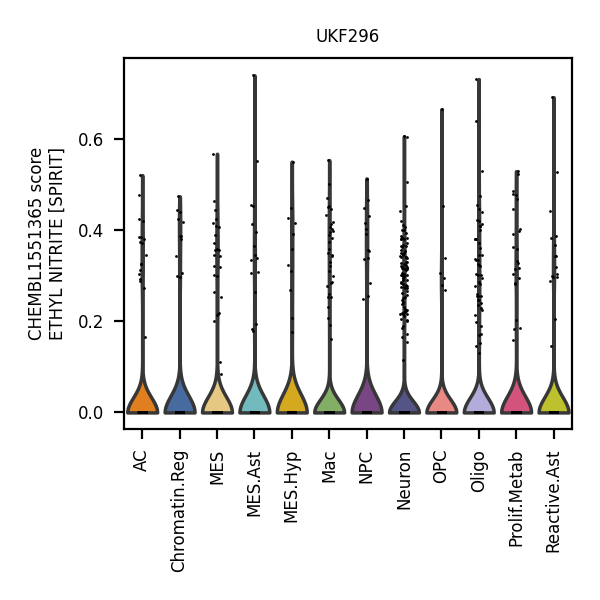 UKF296
CHEMBL1551365 score
ETHYL NITRITE [SPIRIT]
0.6
0.4
0.2
0.0
AC
Chromatin.Reg
MES
MES.Ast
MES.Hyp
Mac
NPC
Neuron
OPC
Oligo
Prolif.Metab
Reactive.Ast